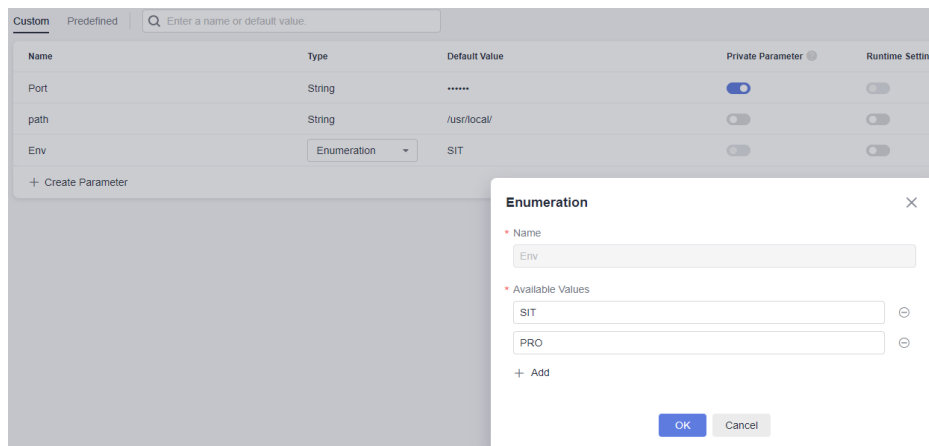 Custom Predefined Enter a name or default value.
Name Type Default Value Private Parameter Runtime Settin
Port String ••••••
path String /usr/local/
Env Enumeration SIT
+ Create Parameter
Enumeration
* Name
Env
* Available Values
SIT
PRO
+ Add
OK Cancel